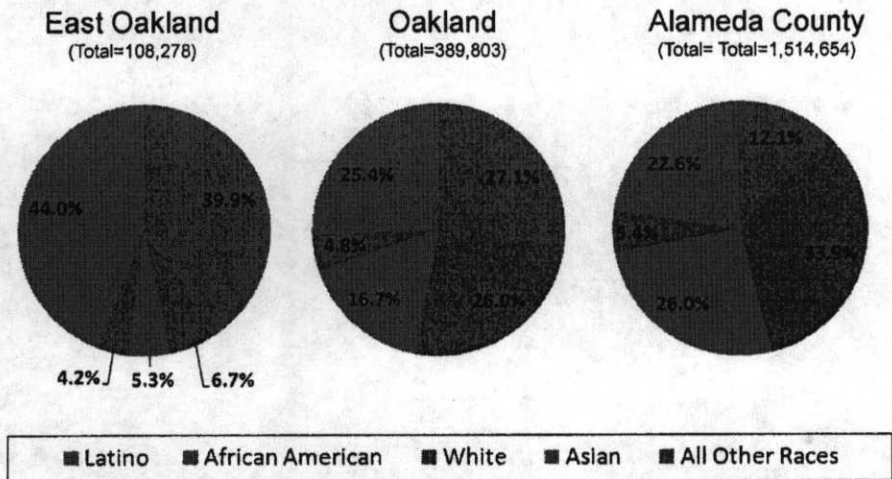 East Oakland
(Total=108,278)
44.0%
39.9%
4.2%
5.3%
6.7%
Oakland
(Total=389,803)
25.4%
27.1%
4.8%
16.7%
26.0%
Alameda County
(Total= Total=1,514,654)
22.6%
12.1%
5.4%
33.9%
26.0%
Latino
African American
White
Asian
All Other Races